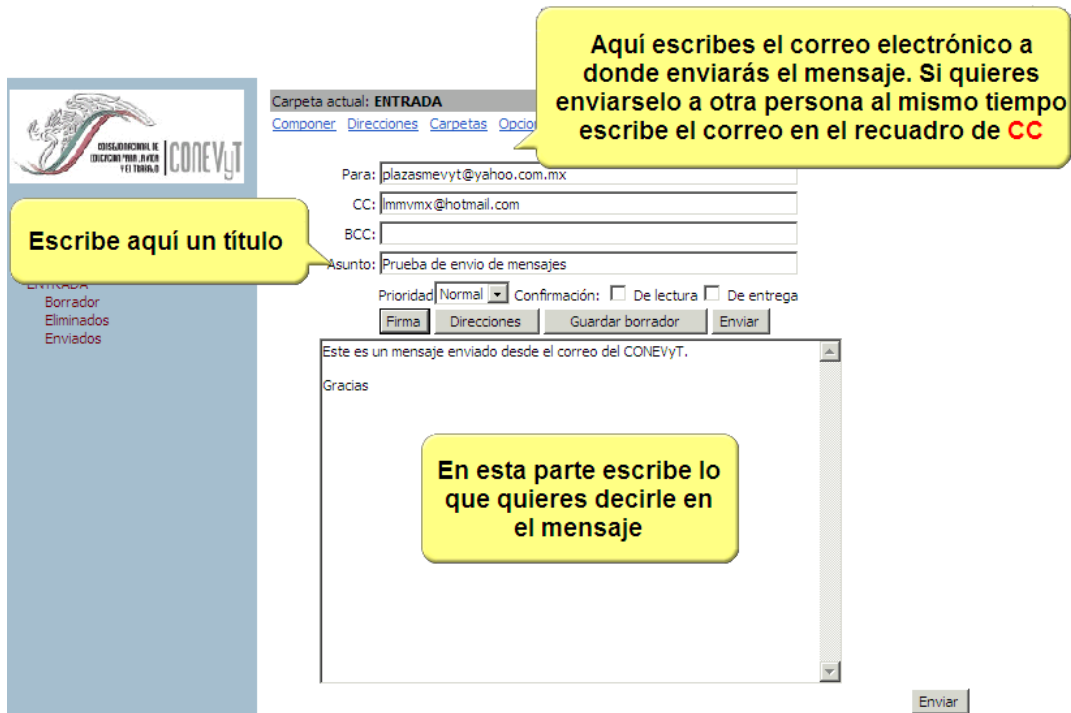 Aquí escribes el correo electrónico a
donde enviarás el mensaje. Si quieres
enviarselo a otra persona al mismo tiempo
escribe el correo en el recuadro de CC
CONEVyT
Carpeta actual: ENTRADA
Componer Direcciones Carpetas
Para: plazasmevyt@yahoo.com.mx
CC: lmmvmx@hotmail.com
BCC:
Escribe aquí un título
Asunto: Prueba de envio de mensajes
ENTRADA
Borrador
Eliminados
Enviados
Prioridad Normal Confirmación: De lectura De entrega
Firma Direcciones Guardar borrador Enviar
Este es un mensaje enviado desde el correo del CONEVyT.
Gracias
En esta parte escribe lo
que quieres decirle en
el mensaje
Enviar